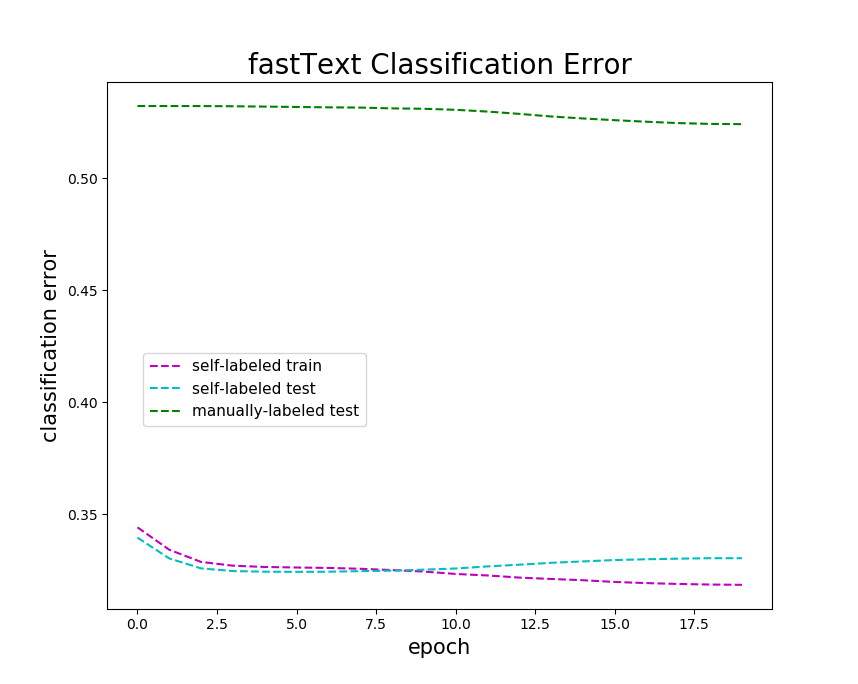 fastText Classification Error
classification error
0.50
0.45
0.40
0.35
self-labeled train
self-labeled test
manually-labeled test
0.0 2.5 5.0 7.5 10.0 12.5 15.0 17.5
epoch